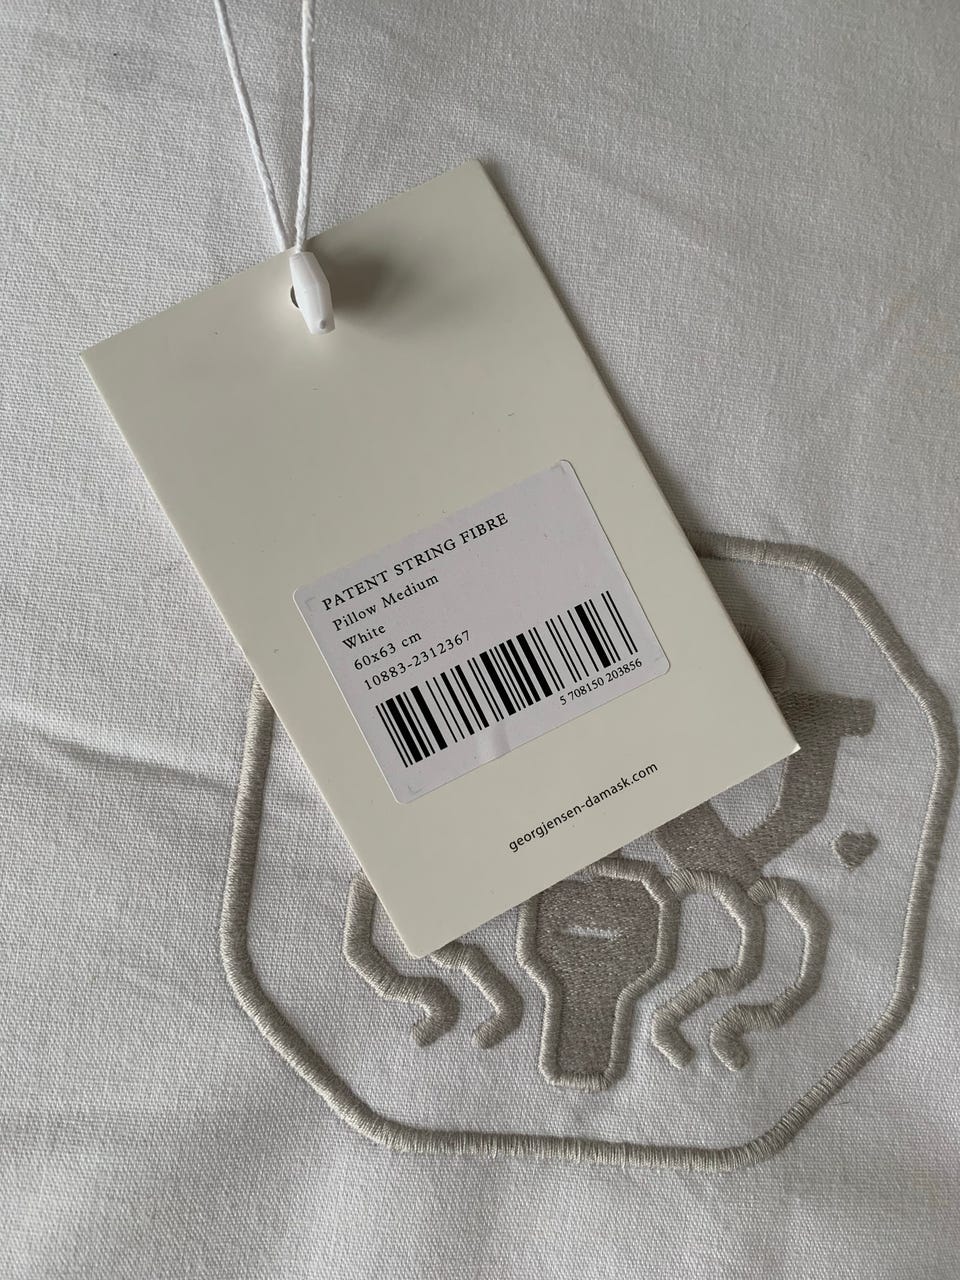 PATENT STRING FIBRE
Pillow Medium
White
60x63 cm
10883-2312367
5 708150 203856
georgjensen-damask.com